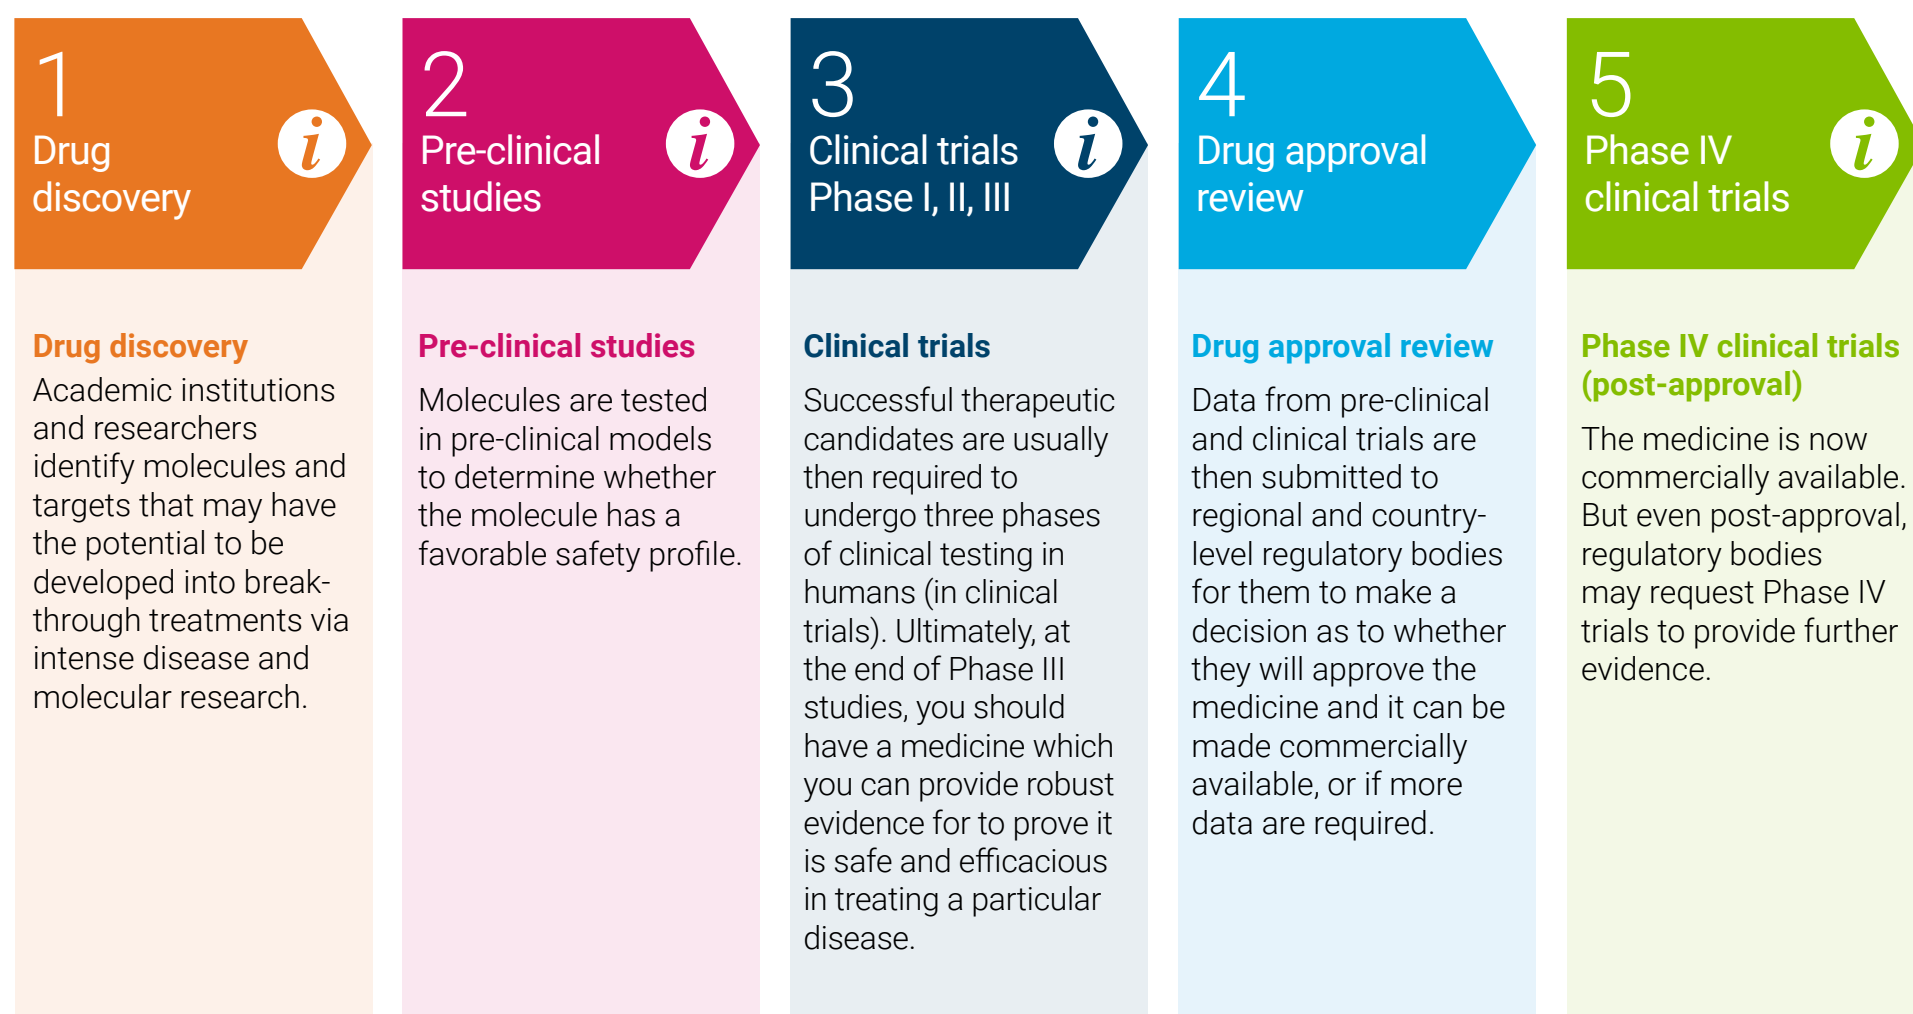 1
Drug
discovery
i
Drug discovery
Academic institutions
and researchers
identify molecules and
targets that may have
the potential to be
developed into break-
through treatments via
intense disease and
molecular research.
2
Pre-clinical
studies
i
Pre-clinical studies
Molecules are tested
in pre-clinical models
to determine whether
the molecule has a
favorable safety profile.
3
Clinical trials
Phase I, II, III
i
Clinical trials
Successful therapeutic
candidates are usually
then required to
undergo three phases
of clinical testing in
humans (in clinical
trials). Ultimately, at
the end of Phase III
studies, you should
have a medicine which
you can provide robust
evidence for to prove it
is safe and efficacious
in treating a particular
disease.
4
Drug approval
review
Drug approval review
Data from pre-clinical
and clinical trials are
then submitted to
regional and country-
level regulatory bodies
for them to make a
decision as to whether
they will approve the
medicine and it can be
made commercially
available, or if more
data are required.
5
Phase IV
clinical trials
i
Phase IV clinical trials
(post-approval)
The medicine is now
commercially available.
But even post-approval,
regulatory bodies
may request Phase IV
trials to provide further
evidence.